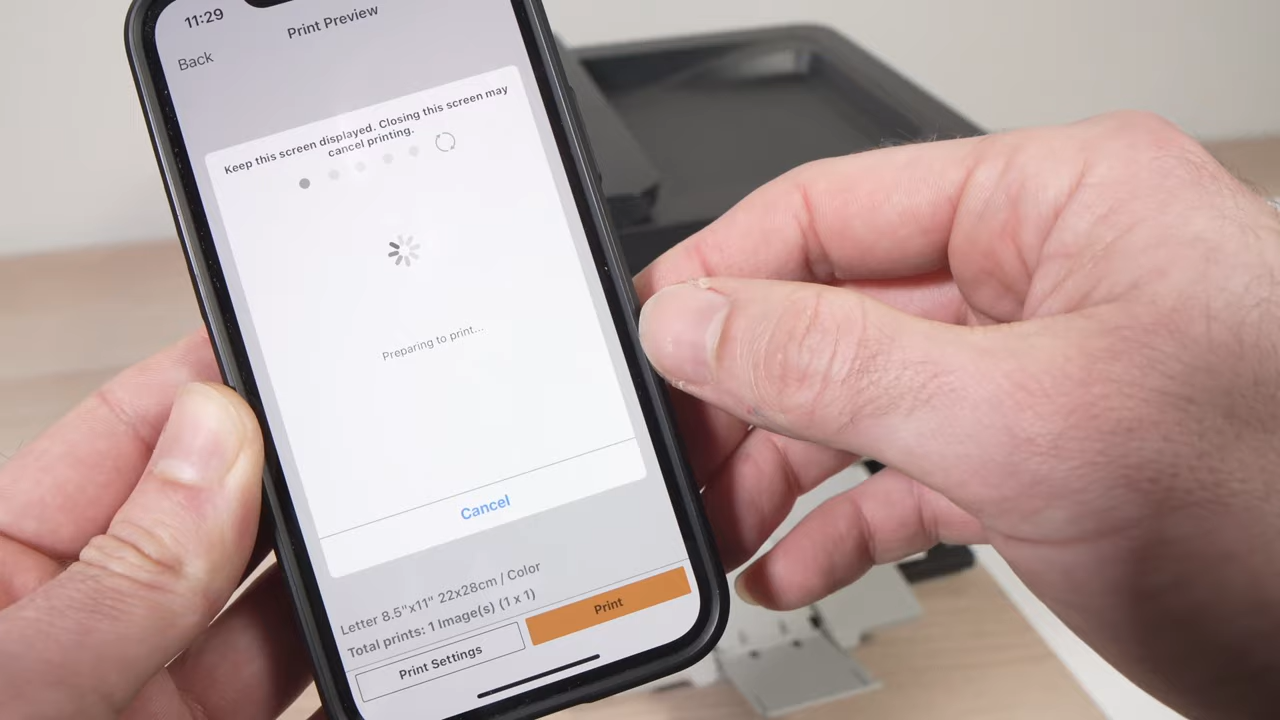 11:29
Print Preview
Back
Keep this screen displayed. Closing this screen may
cancel printing.
Preparing to print...
Cancel
Letter 8.5"x11" 22x28cm / Color
Total prints: 1 Image(s) (1 x 1)
Print Settings
Print